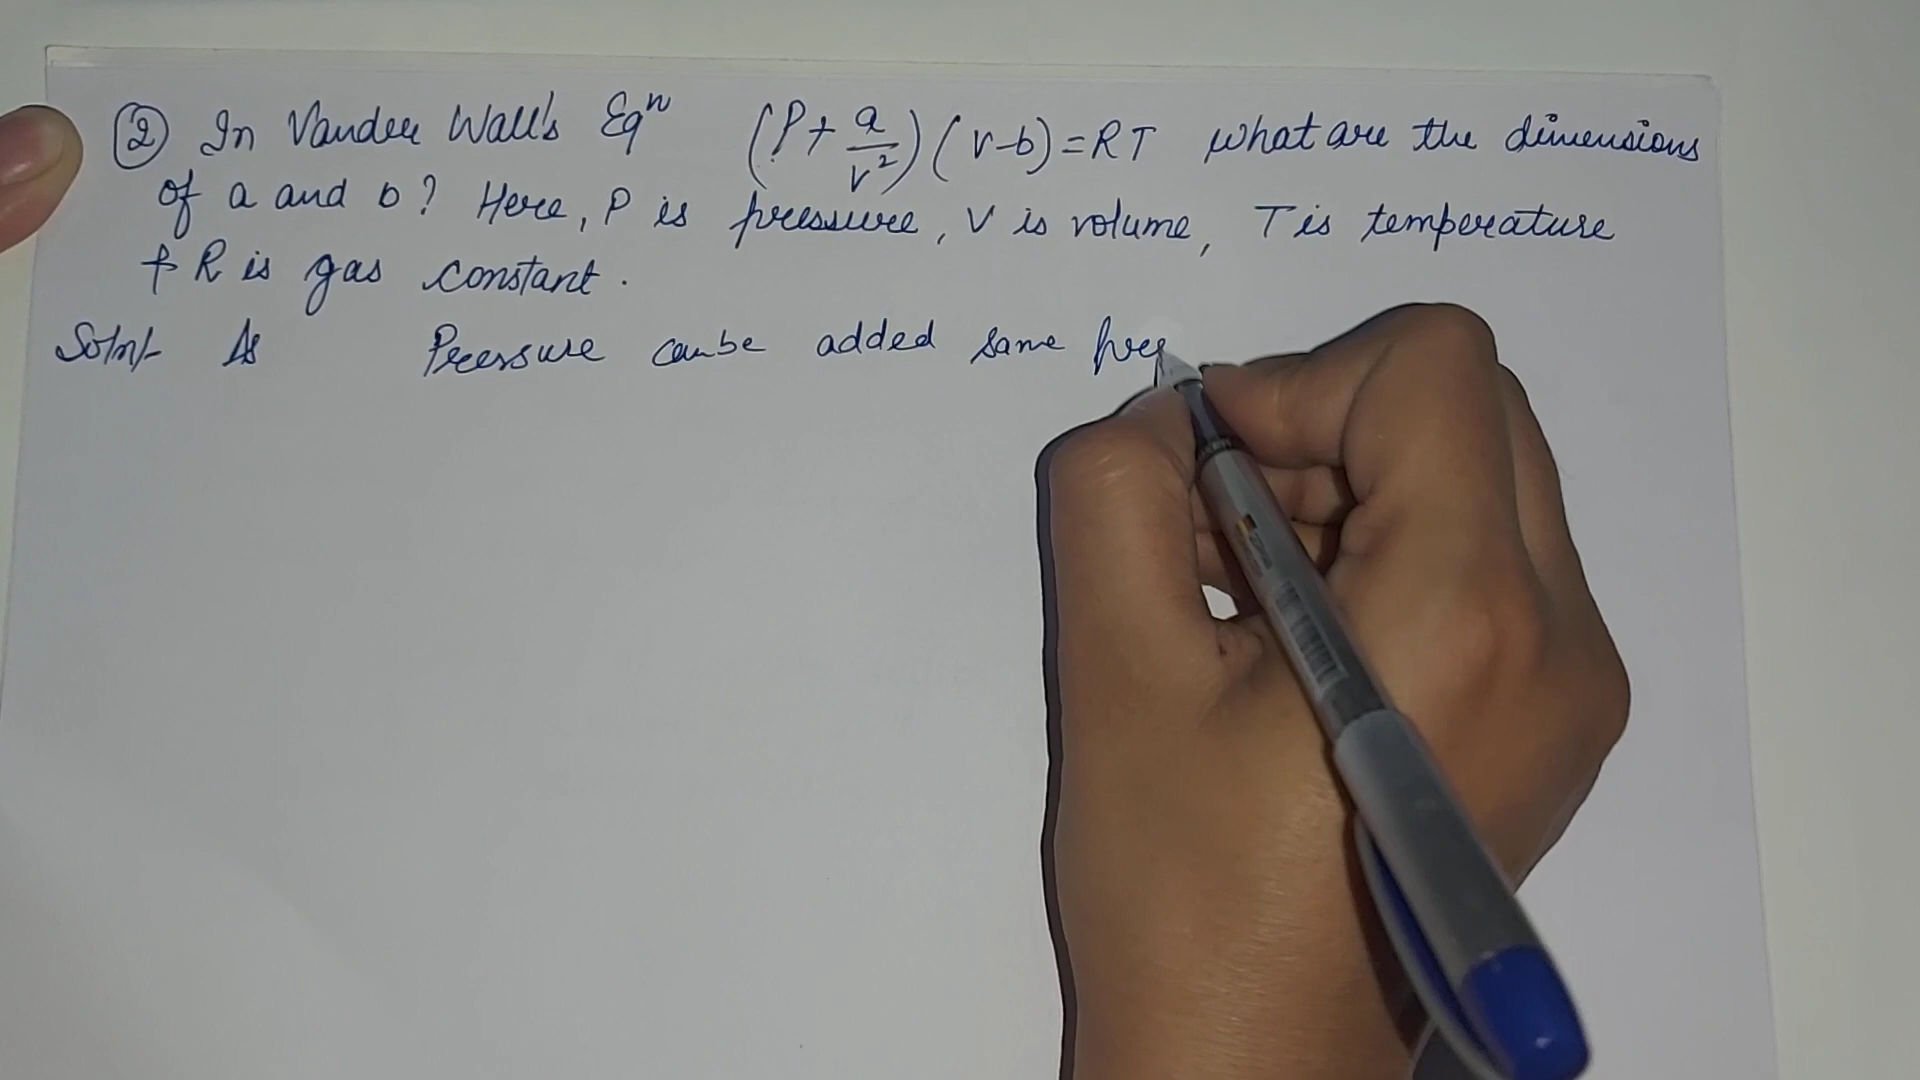 ② In Vander Wall's Eqⁿ (P + a/v²)(v-b) = RT what are the dimensions
of a and b? Here, P is pressure, V is volume, T is temperature
& R is gas constant.
Soln:- As Pressure can be added same pres